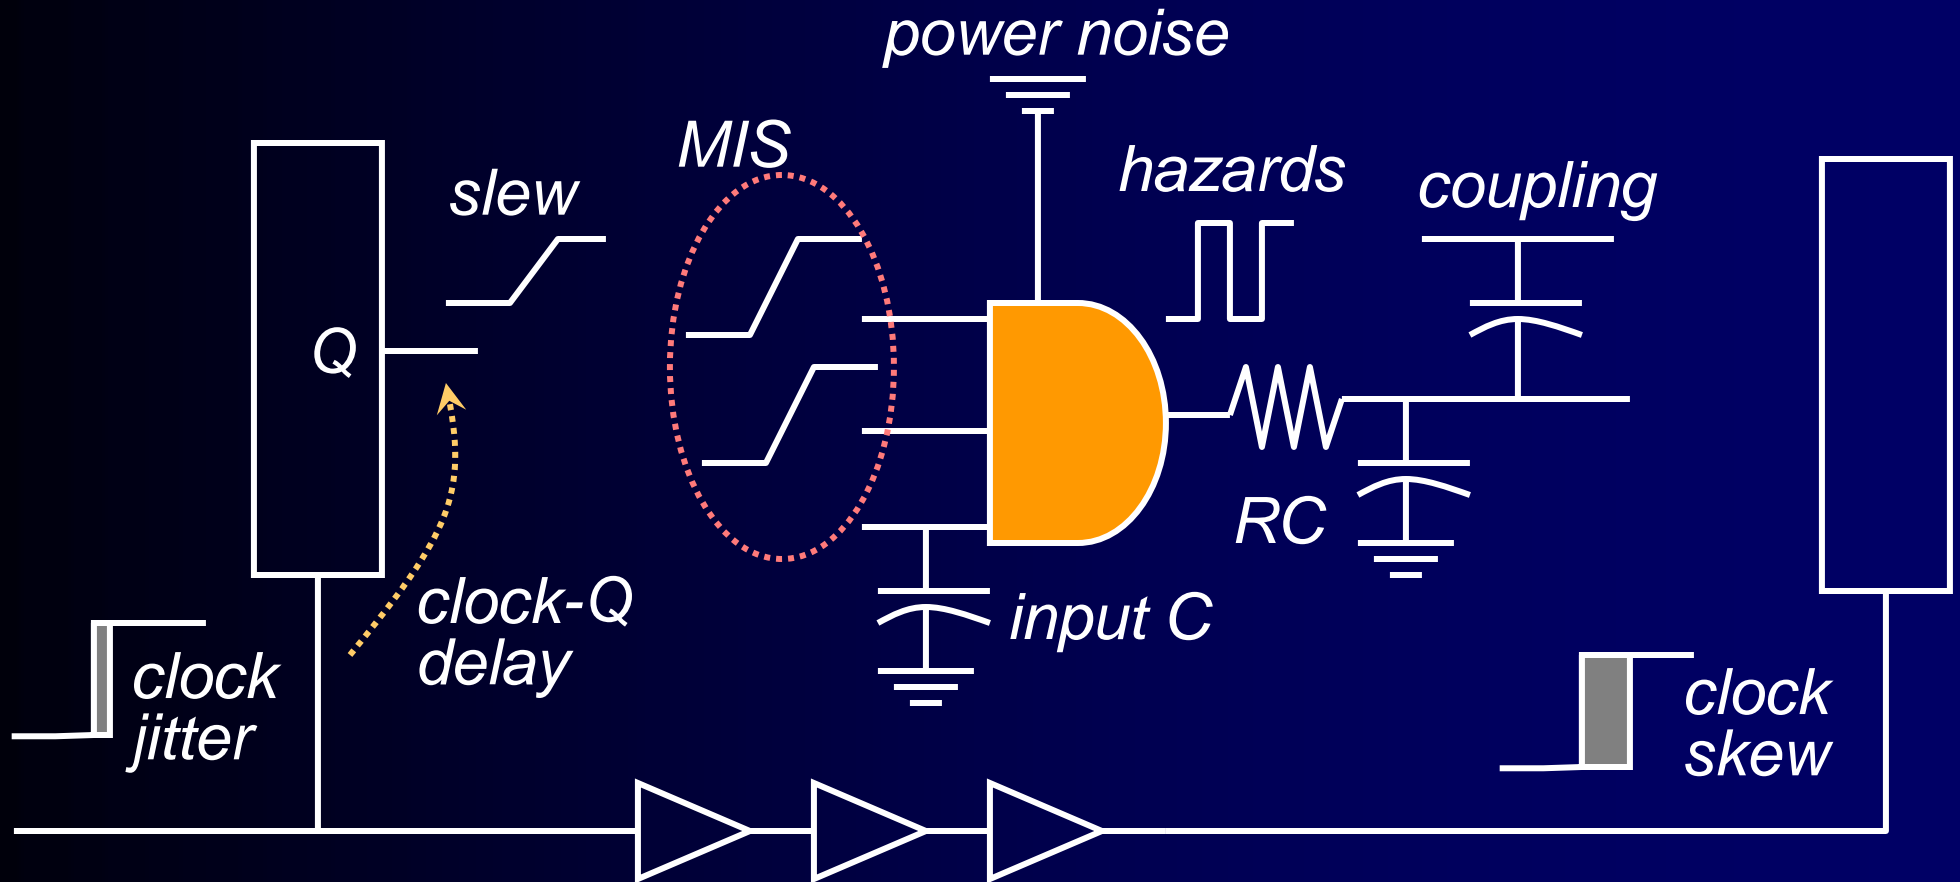 power noise
MIS
hazards
slew
coupling
Q
RC
clock-Q
delay
input C
clock
jitter
clock
skew